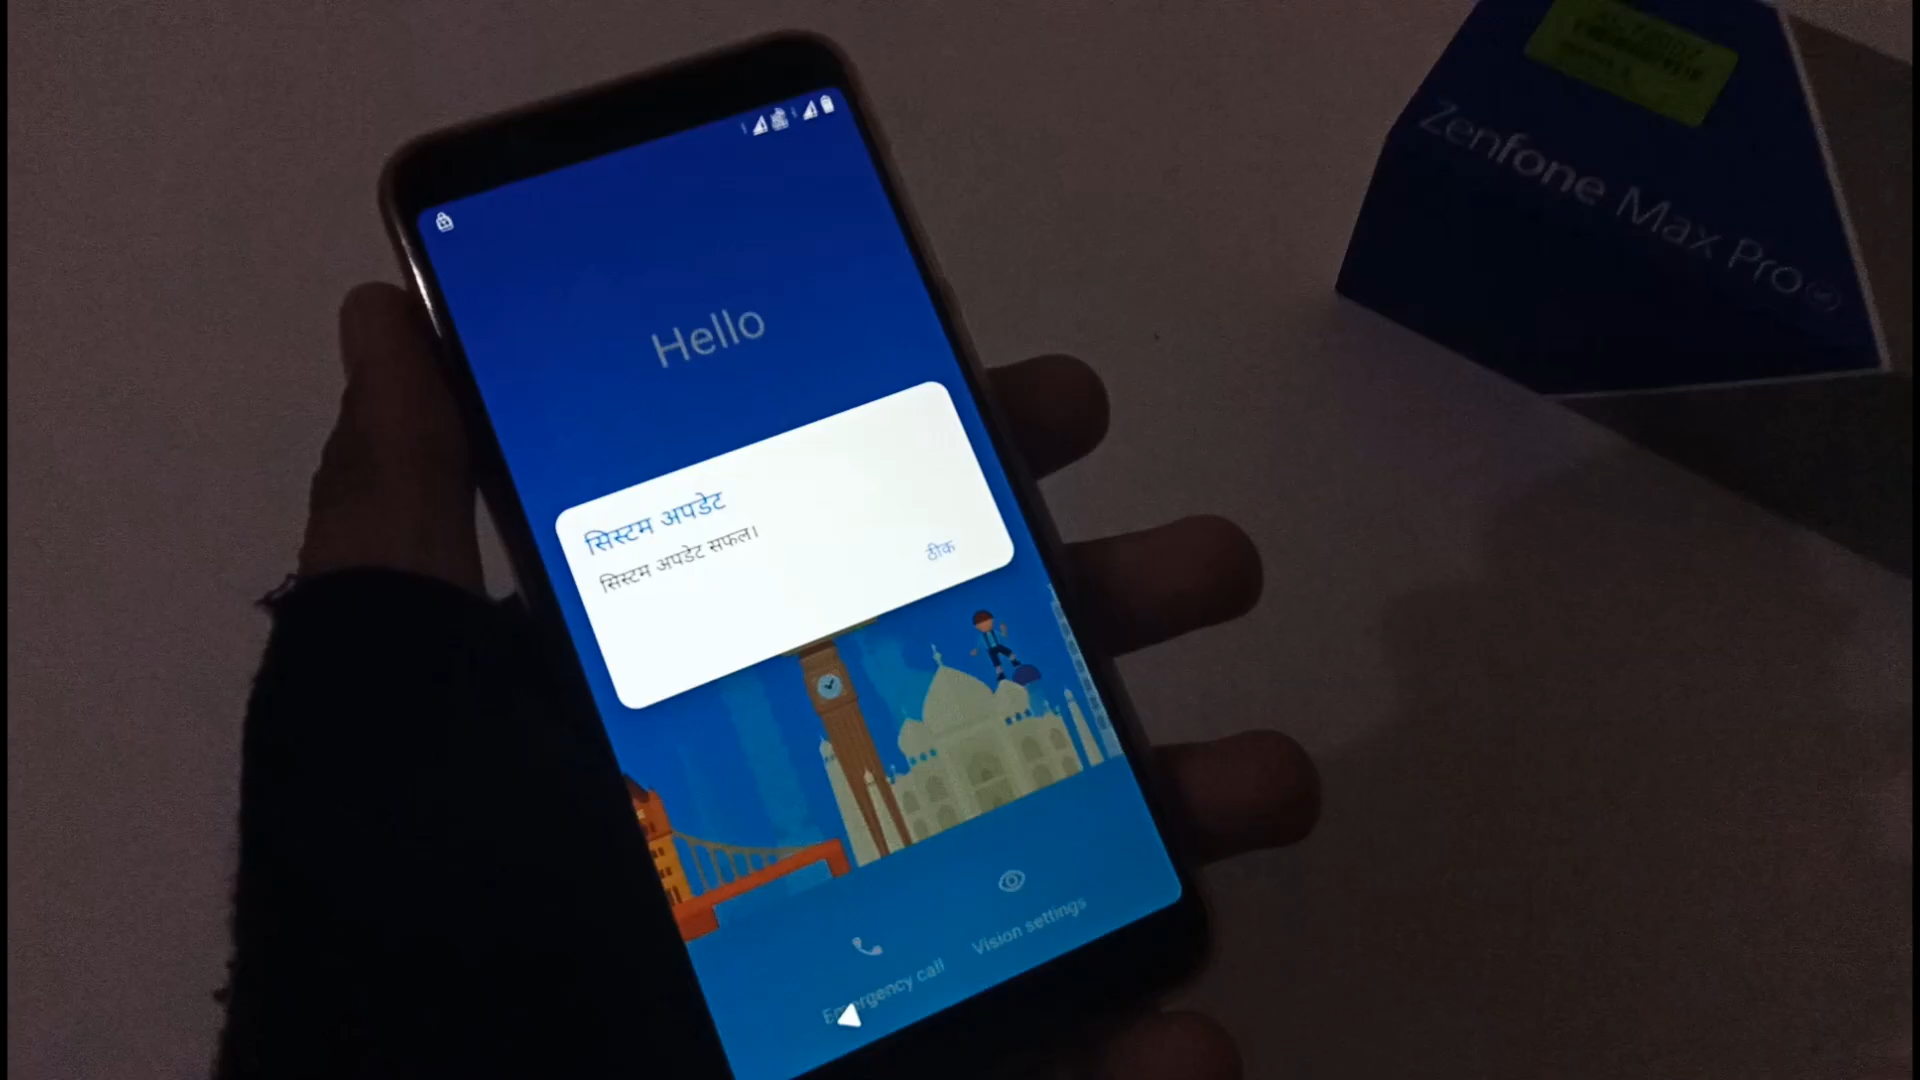 Zenfone Max Pro
Hello
सिस्टम अपडेट
सिस्टम अपडेट सफल।
ठीक
Vision settings
Emergency call